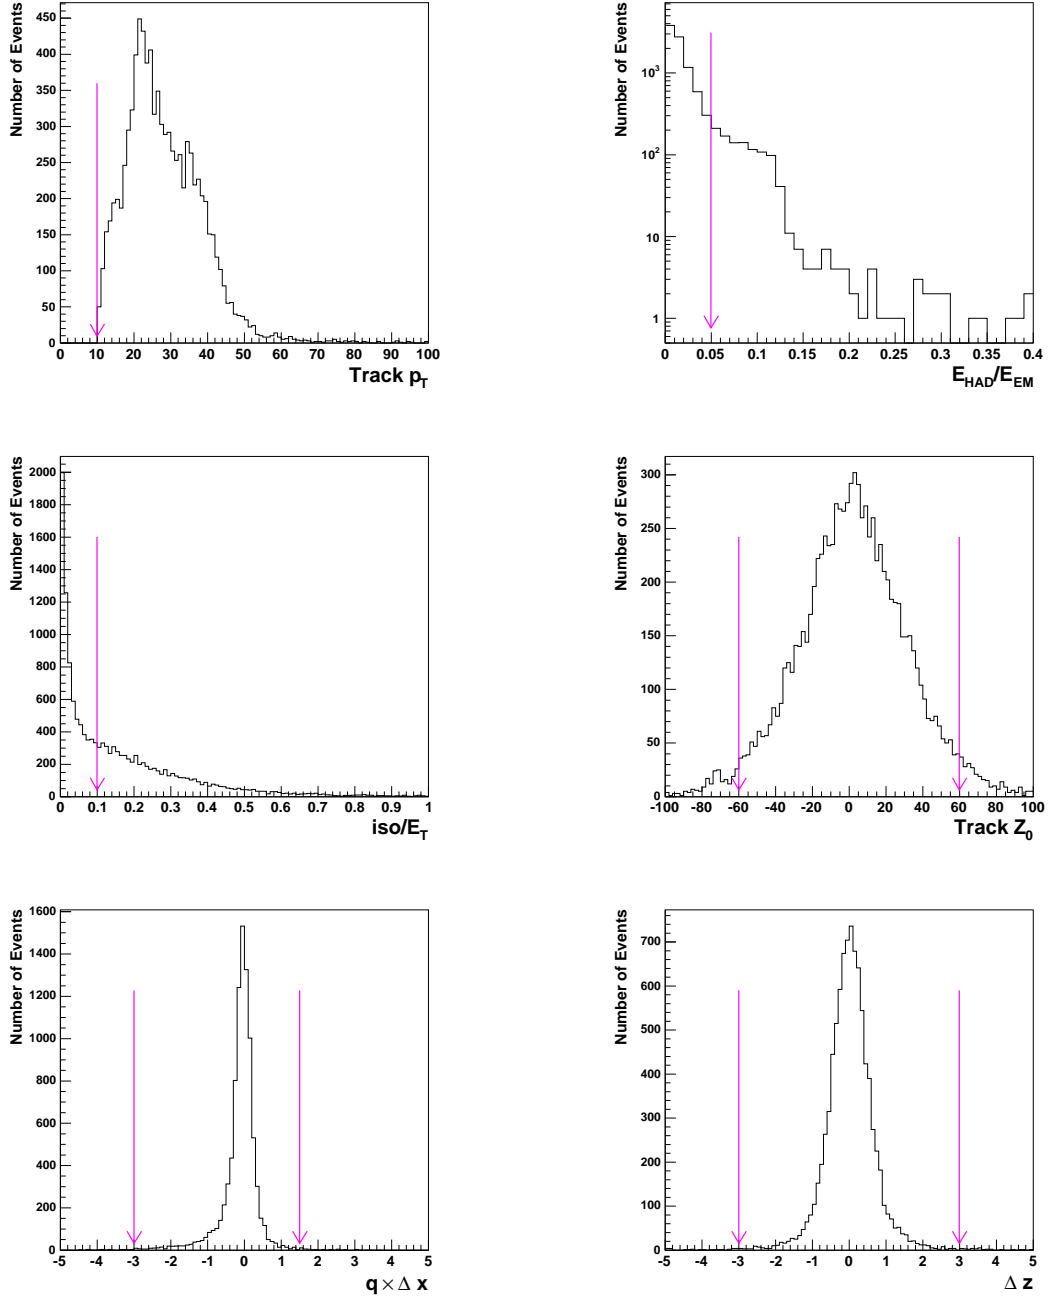 Number of Events
450
400
350
300
250
200
150
100
50
0
0 10 20 30 40 50 60 70 80 90 100
Track pT
Number of Events
10^3
10^2
10
1
0 0.05 0.1 0.15 0.2 0.25 0.3 0.35 0.4
E_HAD/E_EM
Number of Events
2000
1800
1600
1400
1200
1000
800
600
400
200
0
0 0.1 0.2 0.3 0.4 0.5 0.6 0.7 0.8 0.9 1
iso/E_T
Number of Events
300
250
200
150
100
50
0
-100 -80 -60 -40 -20 0 20 40 60 80 100
Track Z_0
Number of Events
1600
1400
1200
1000
800
600
400
200
0
-5 -4 -3 -2 -1 0 1 2 3 4 5
q × Δ x
Number of Events
700
600
500
400
300
200
100
0
-5 -4 -3 -2 -1 0 1 2 3 4 5
Δ z